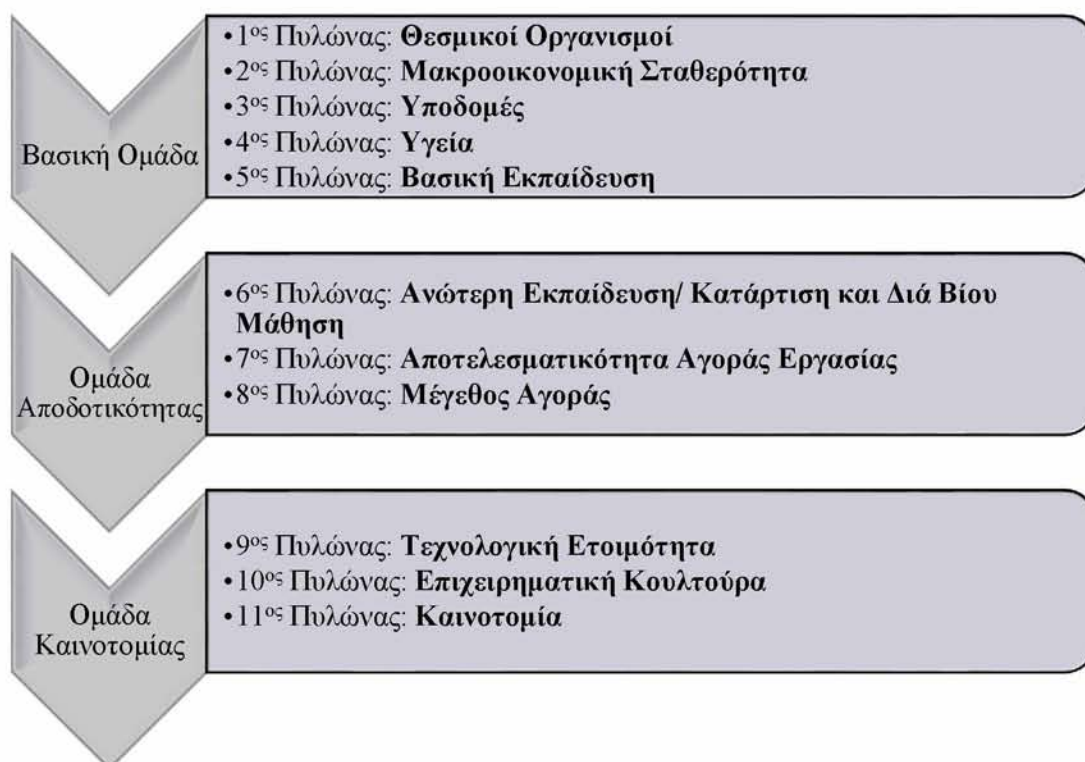 Βασική Ομάδα
•1ος Πυλώνας: Θεσμικοί Οργανισμοί
•2ος Πυλώνας: Μακροοικονομική Σταθερότητα
•3ος Πυλώνας: Υποδομές
•4ος Πυλώνας: Υγεία
•5ος Πυλώνας: Βασική Εκπαίδευση
Ομάδα
Αποδοτικότητας
•6ος Πυλώνας: Ανώτερη Εκπαίδευση/ Κατάρτιση και Διά Βίου
Μάθηση
•7ος Πυλώνας: Αποτελεσματικότητα Αγοράς Εργασίας
•8ος Πυλώνας: Μέγεθος Αγοράς
Ομάδα
Καινοτομίας
•9ος Πυλώνας: Τεχνολογική Ετοιμότητα
•10ος Πυλώνας: Επιχειρηματική Κουλτούρα
•11ος Πυλώνας: Καινοτομία